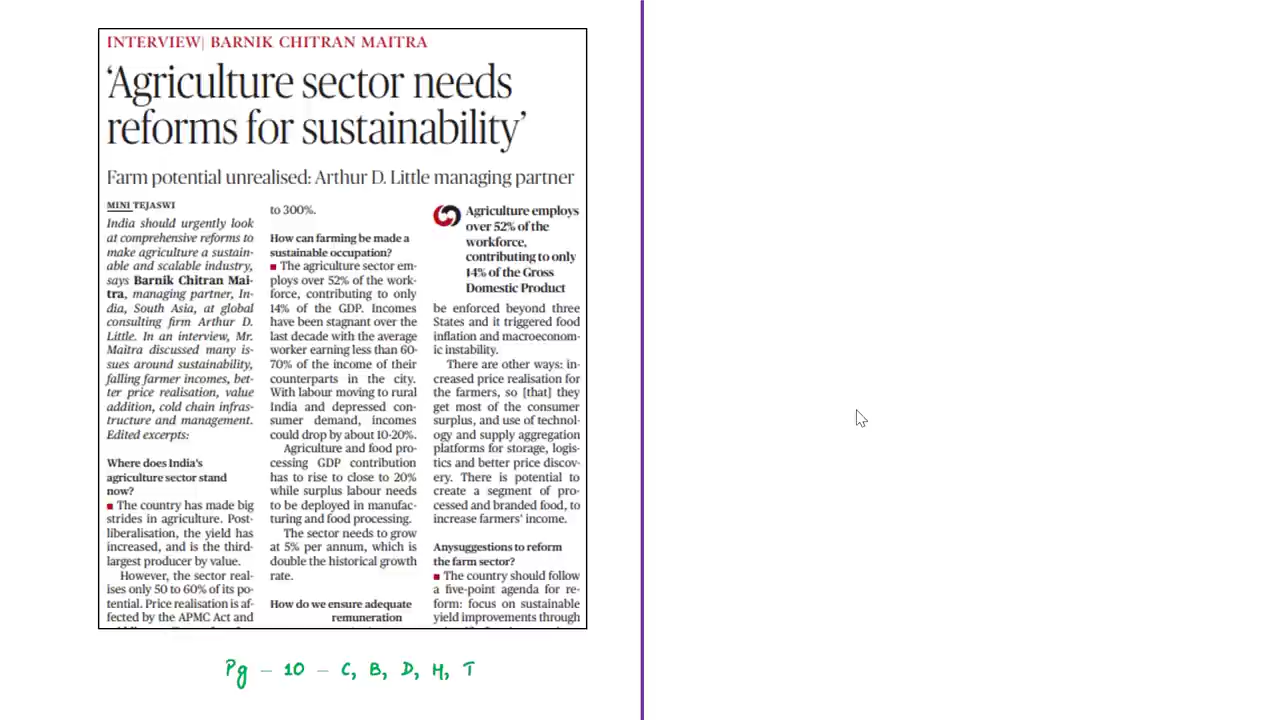 INTERVIEW| BARNIK CHITRAN MAITRA
‘Agriculture sector needs
reforms for sustainability’
Farm potential unrealised: Arthur D. Little managing partner
MINI TEJASWI
India should urgently look
at comprehensive reforms to
make agriculture a sustain-
able and scalable industry,
says Barnik Chitran Mai-
tra, managing partner, In-
dia, South Asia, at global
consulting firm Arthur D.
Little. In an interview, Mr.
Maitra discussed many is-
sues around sustainability,
falling farmer incomes, bet-
ter price realisation, value
addition, cold chain infras-
tructure and management.
Edited excerpts:
Where does India's
agriculture sector stand
now?
■ The country has made big
strides in agriculture. Post-
liberalisation, the yield has
increased, and is the third-
largest producer by value.
However, the sector real-
ises only 50 to 60% of its po-
tential. Price realisation is af-
fected by the APMC Act and
to 300%.
How can farming be made a
sustainable occupation?
■ The agriculture sector em-
ploys over 52% of the work-
force, contributing to only
14% of the GDP. Incomes
have been stagnant over the
last decade with the average
worker earning less than 60-
70% of the income of their
counterparts in the city.
With labour moving to rural
India and depressed con-
sumer demand, incomes
could drop by about 10-20%.
Agriculture and food pro-
cessing GDP contribution
has to rise to close to 20%
while surplus labour needs
to be deployed in manufac-
turing and food processing.
The sector needs to grow
at 5% per annum, which is
double the historical growth
rate.
How do we ensure adequate
remuneration
Agriculture employs
over 52% of the
workforce,
contributing to only
14% of the Gross
Domestic Product
be enforced beyond three
States and it triggered food
inflation and macroeconom-
ic instability.
There are other ways: in-
creased price realisation for
the farmers, so [that] they
get most of the consumer
surplus, and use of technol-
ogy and supply aggregation
platforms for storage, logis-
tics and better price discov-
ery. There is potential to
create a segment of pro-
cessed and branded food, to
increase farmers’ income.
Anysuggestions to reform
the farm sector?
■ The country should follow
a five-point agenda for re-
form: focus on sustainable
yield improvements through
Pg – 10 – C, B, D, H, T